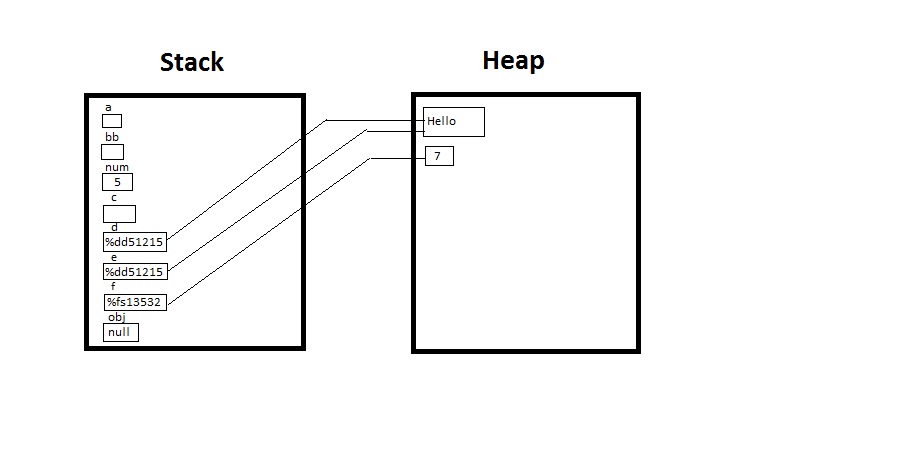 Stack
Heap
a
bb
num
5
c
d
%dd51215
e
%dd51215
f
%fs13532
obj
null
Hello
7